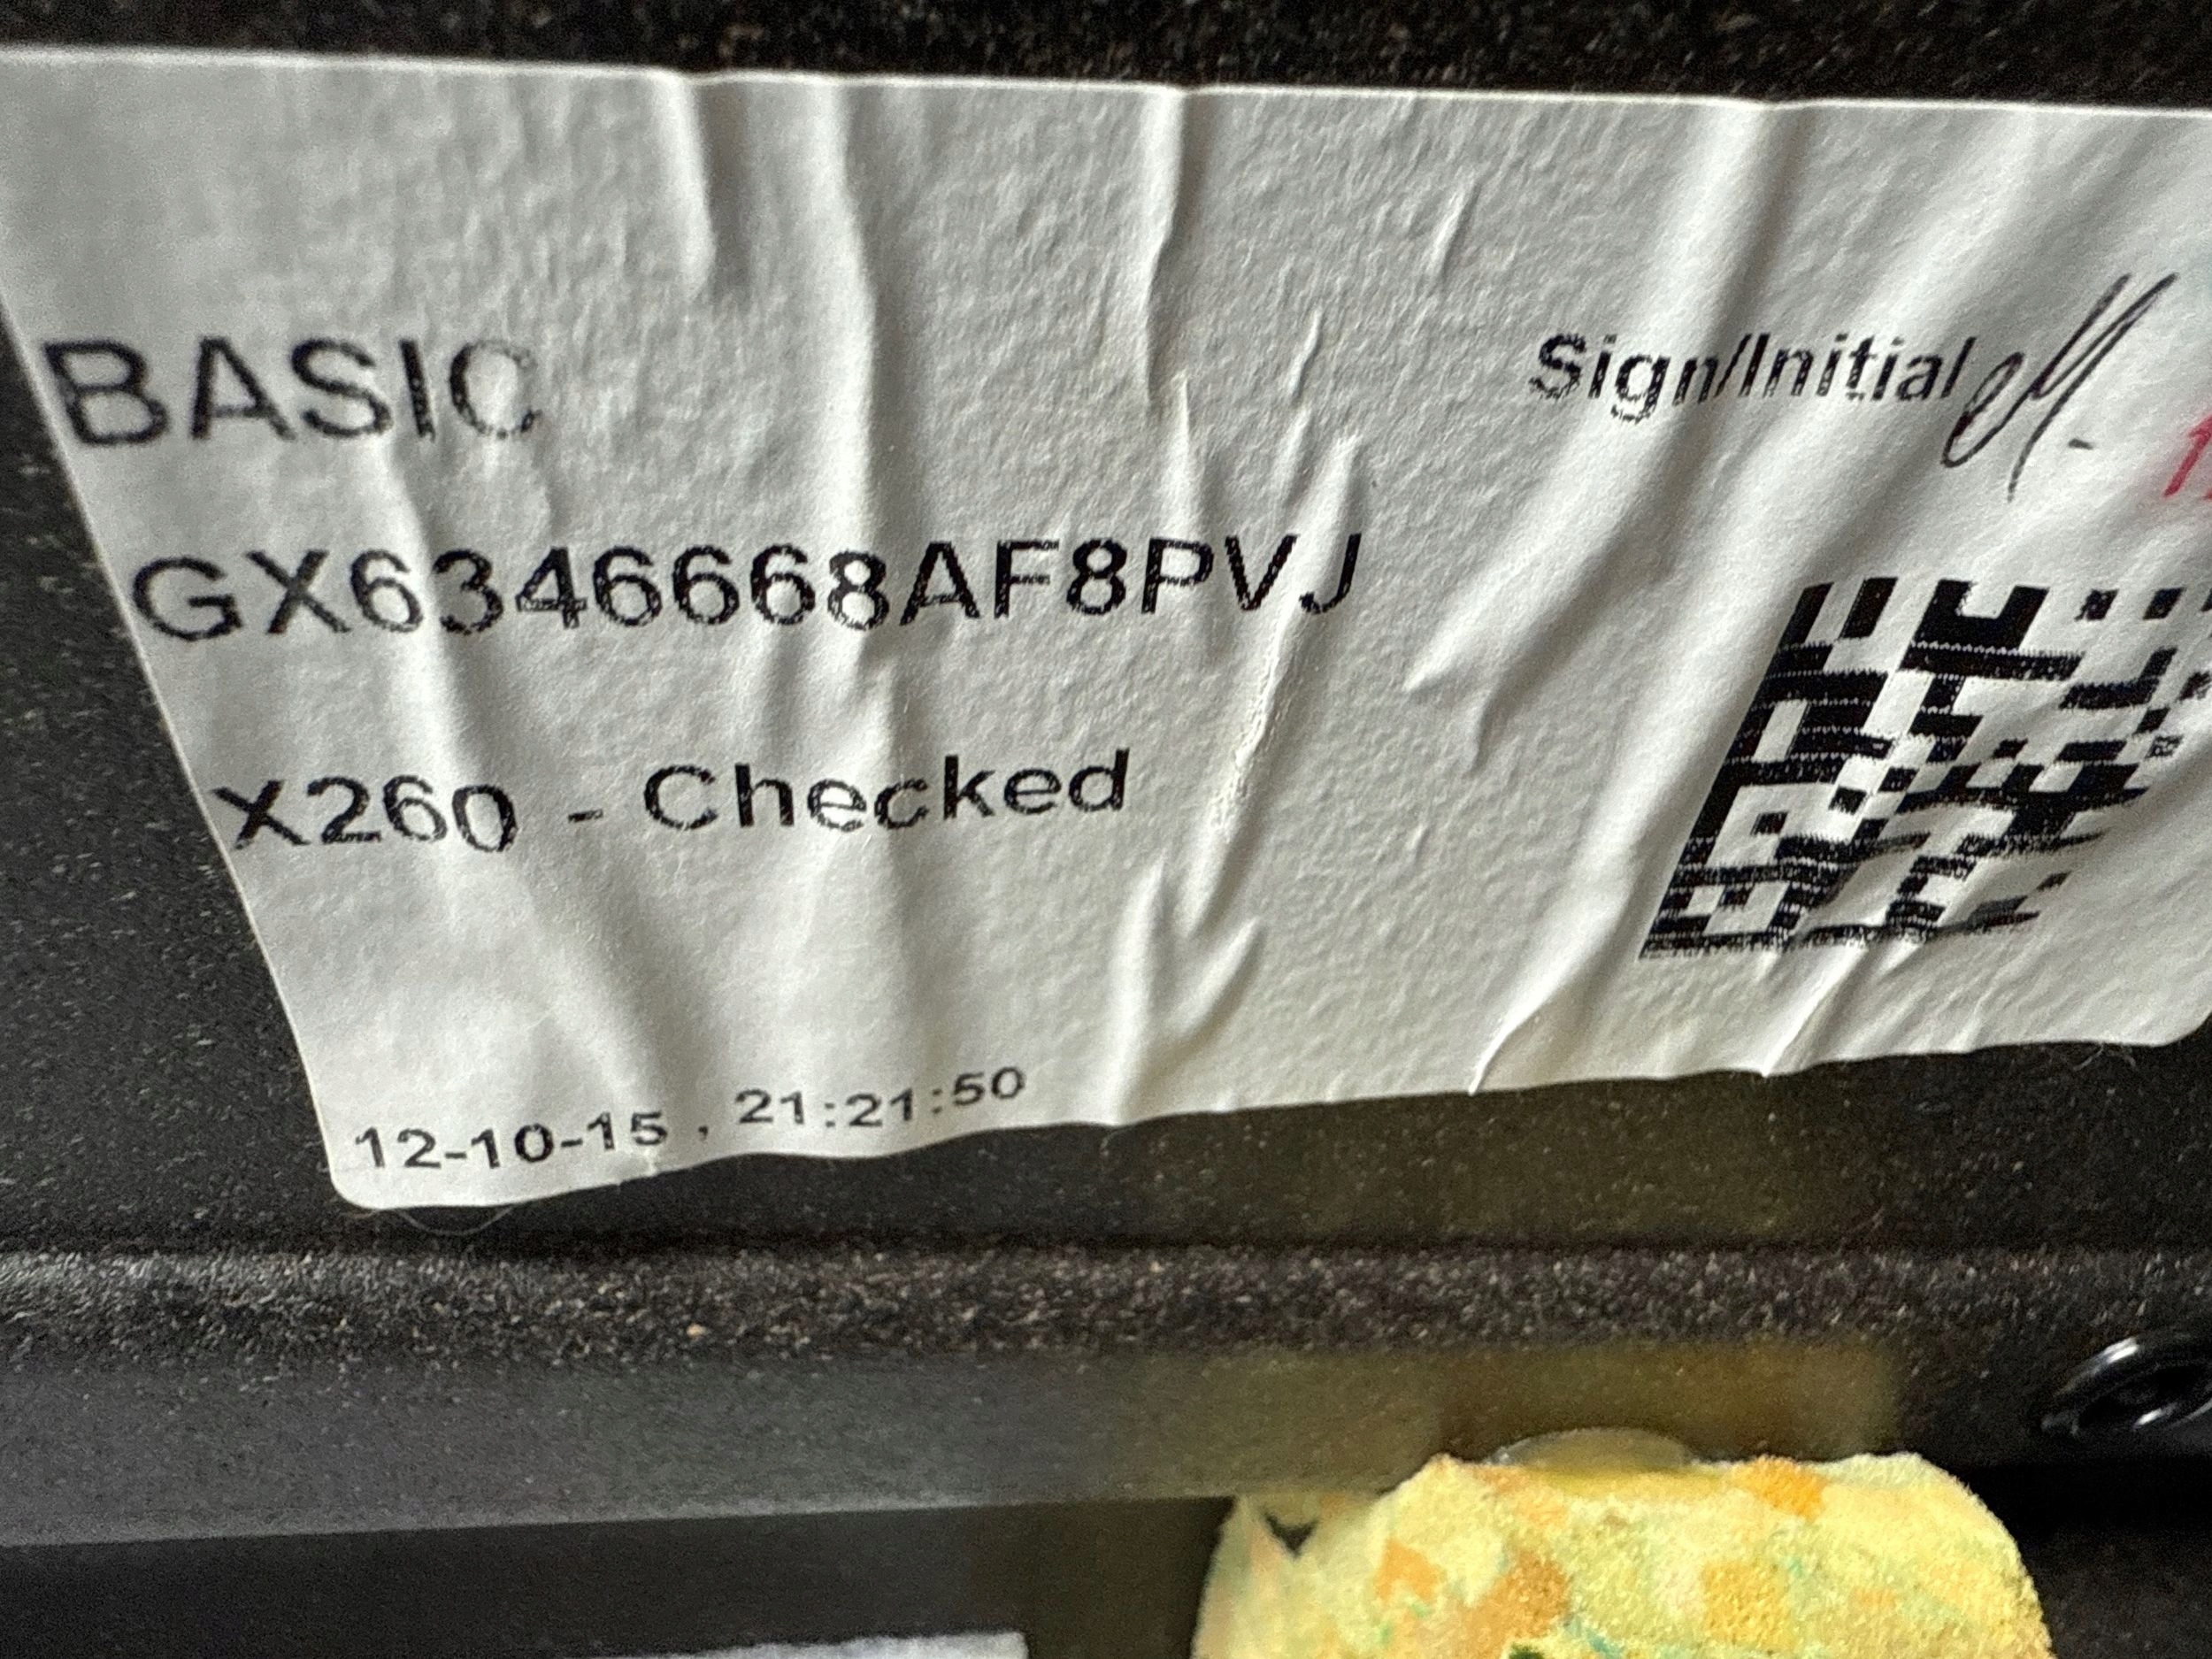 BASIC
Sign/Initial
GX6346668AF8PVJ
X260 - Checked
12-10-15 , 21:21:50